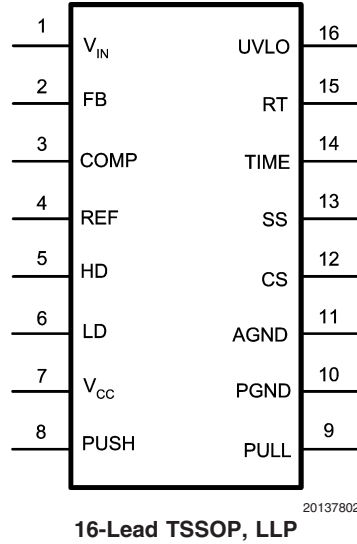 1 V_IN UVLO 16
2 FB RT 15
3 COMP TIME 14
4 REF SS 13
5 HD CS 12
6 LD AGND 11
7 V_CC PGND 10
8 PUSH PULL 9
20137802
16-Lead TSSOP, LLP